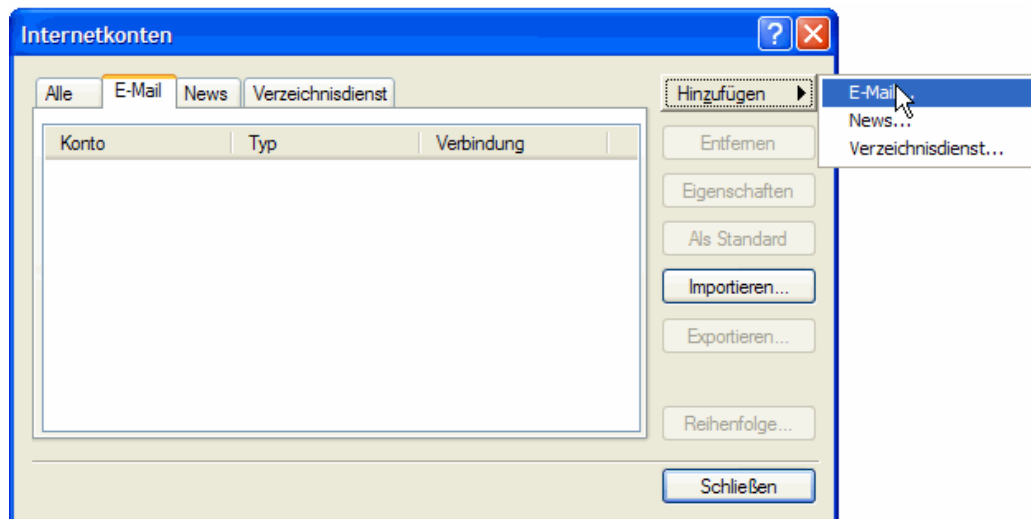 Internetkonten
Alle E-Mail News Verzeichnisdienst
Konto Typ Verbindung
Hinzufügen
Entfernen
Eigenschaften
Als Standard
Importieren...
Exportieren...
Reihenfolge...
Schließen
E-Mail...
News...
Verzeichnisdienst...